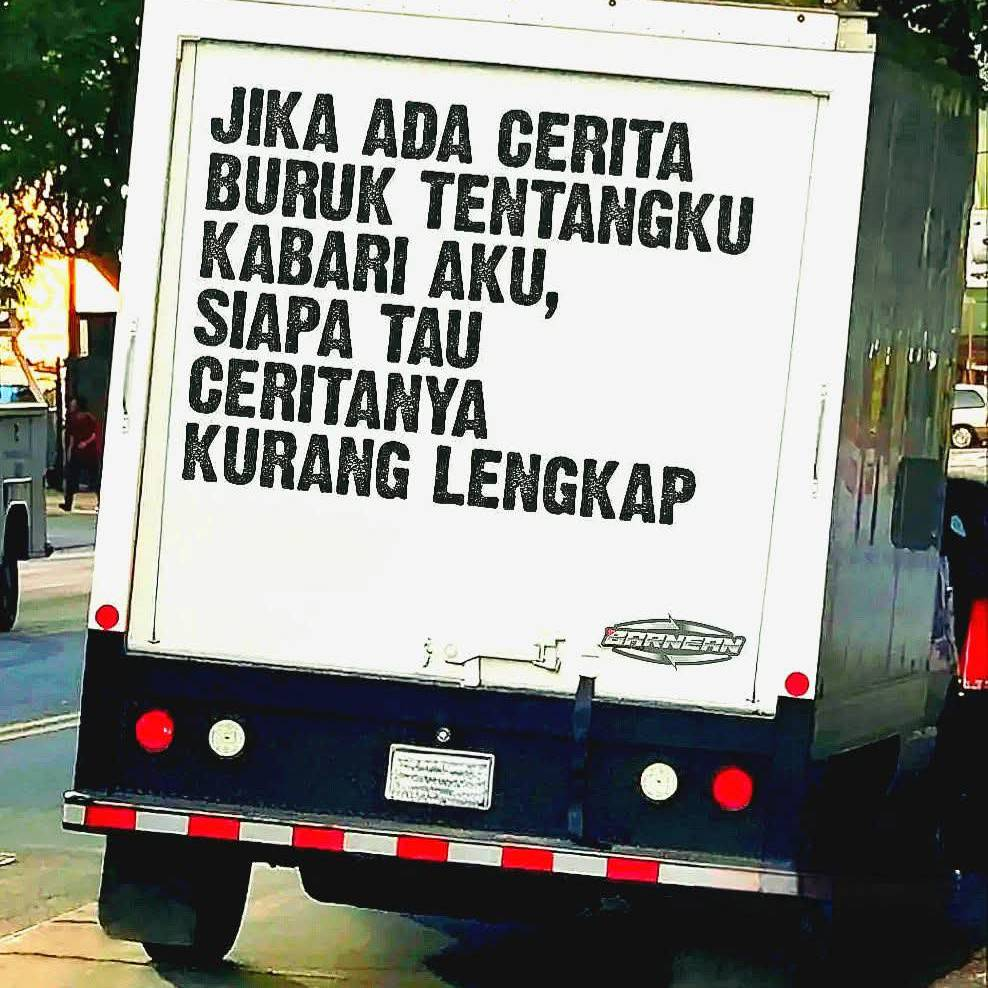 JIKA ADA CERITA
BURUK TENTANGKU
KABARI AKU,
SIAPA TAU
CERITANYA
KURANG LENGKAP
BARNEAN